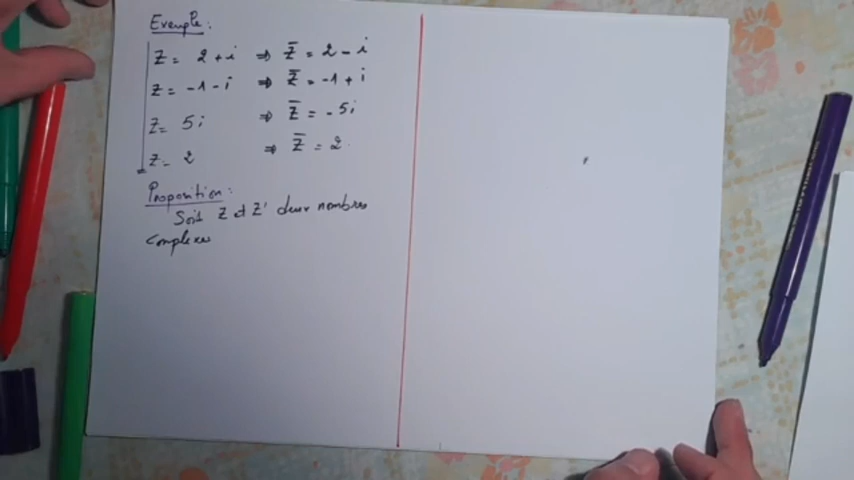 Exemple :
Z = 2 + i ⇒ Z̅ = 2 - i
Z = -1 - i ⇒ Z̅ = -1 + i
Z = 5i ⇒ Z̅ = -5i
Z = 2 ⇒ Z̅ = 2
Proposition :
Soit Z et Z' deux nombres
complexes